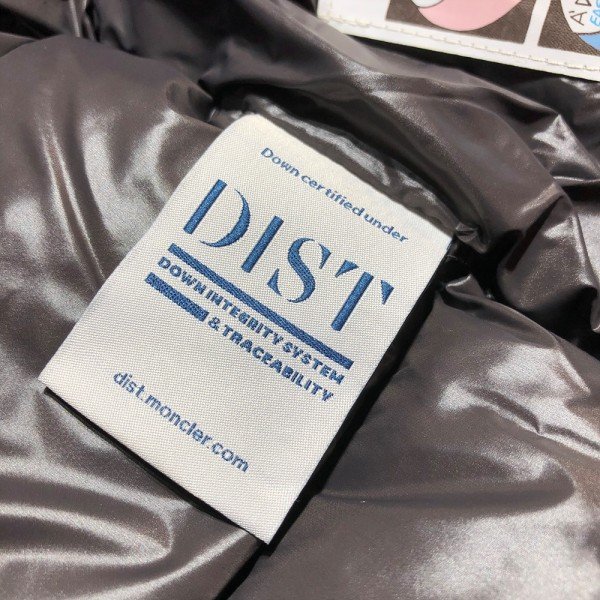 Down certified under
DIST
DOWN INTEGRITY SYSTEM
& TRACEABILITY
dist.moncler.com